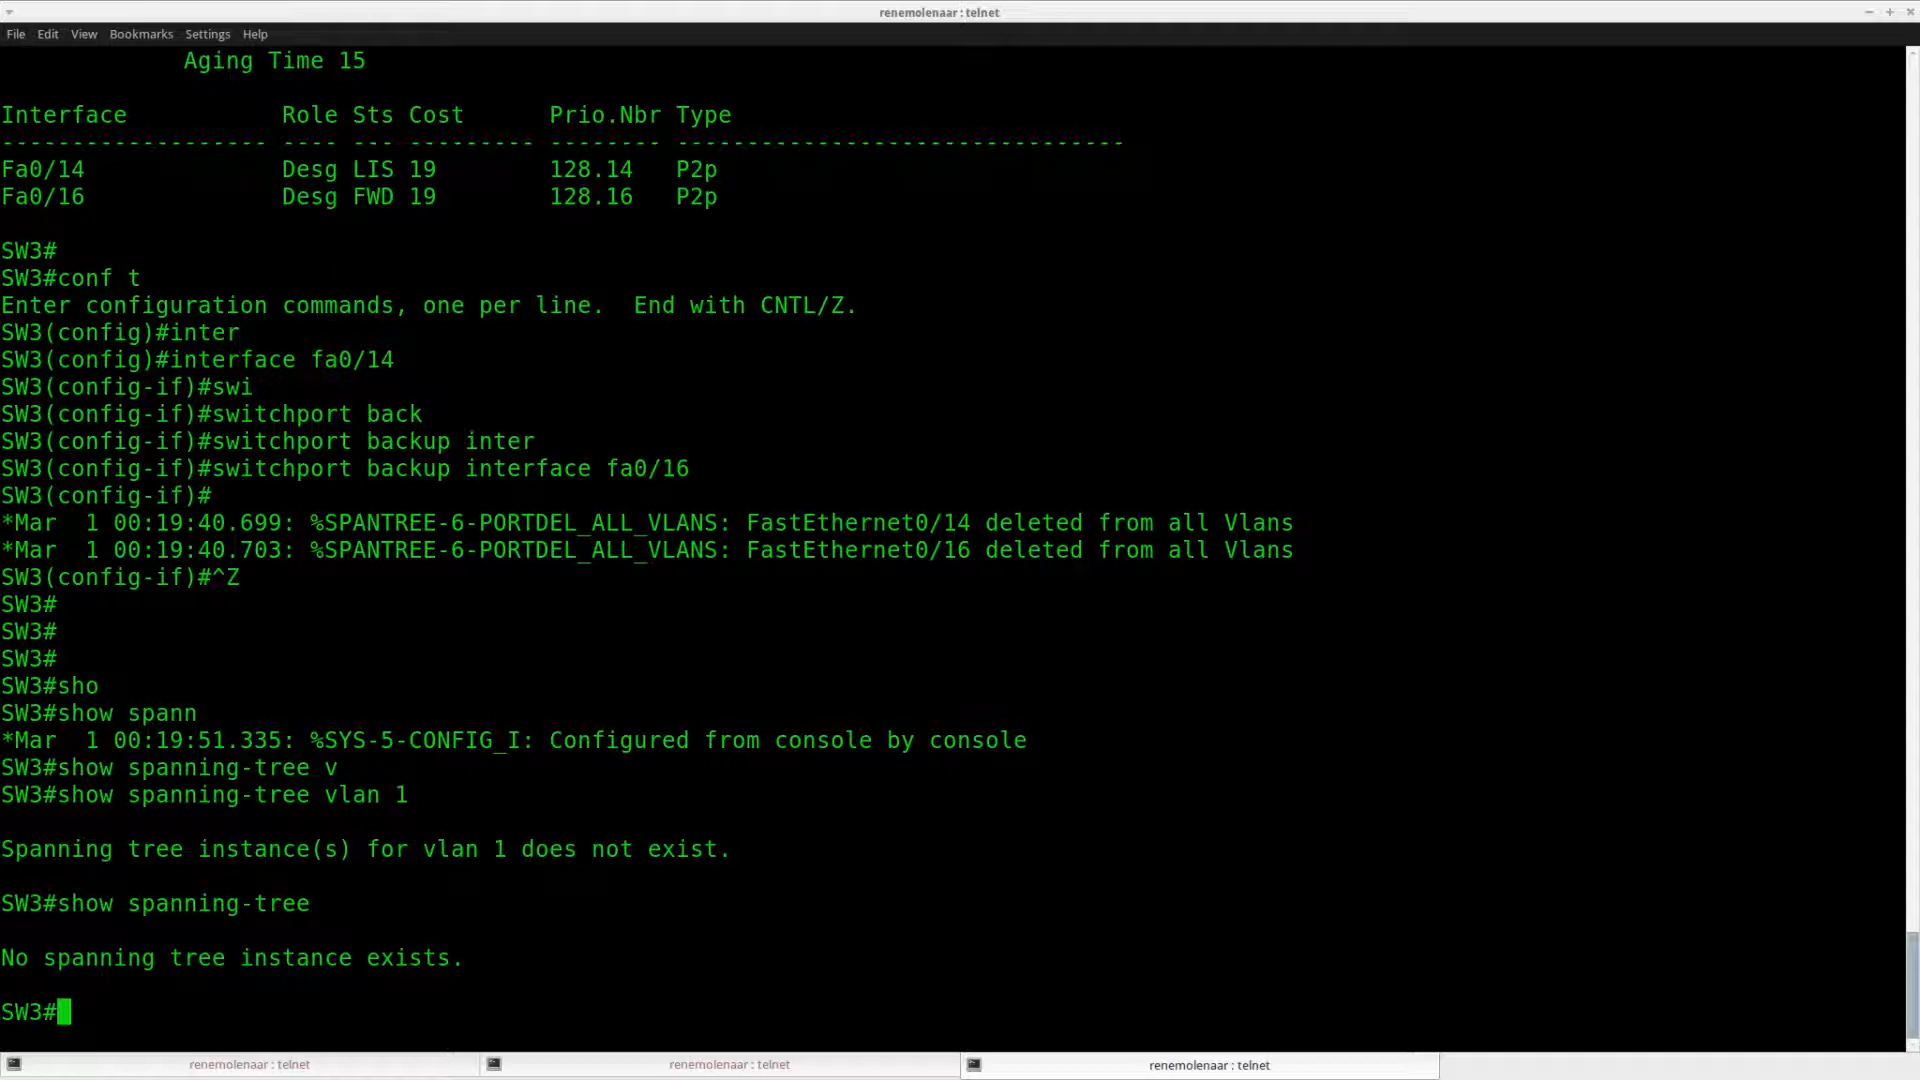 renemolenaar : telnet
File Edit View Bookmarks Settings Help
Aging Time 15
Interface Role Sts Cost Prio.Nbr Type
------------------- ---- --- --------- -------- --------------------------------
Fa0/14 Desg LIS 19 128.14 P2p
Fa0/16 Desg FWD 19 128.16 P2p
SW3#
SW3#conf t
Enter configuration commands, one per line.  End with CNTL/Z.
SW3(config)#inter
SW3(config)#interface fa0/14
SW3(config-if)#swi
SW3(config-if)#switchport back
SW3(config-if)#switchport backup inter
SW3(config-if)#switchport backup interface fa0/16
SW3(config-if)#
*Mar  1 00:19:40.699: %SPANTREE-6-PORTDEL_ALL_VLANS: FastEthernet0/14 deleted from all Vlans
*Mar  1 00:19:40.703: %SPANTREE-6-PORTDEL_ALL_VLANS: FastEthernet0/16 deleted from all Vlans
SW3(config-if)#^Z
SW3#
SW3#
SW3#
SW3#sho
SW3#show spann
*Mar  1 00:19:51.335: %SYS-5-CONFIG_I: Configured from console by console
SW3#show spanning-tree v
SW3#show spanning-tree vlan 1
Spanning tree instance(s) for vlan 1 does not exist.
SW3#show spanning-tree
No spanning tree instance exists.
SW3#
renemolenaar : telnet renemolenaar : telnet renemolenaar : telnet